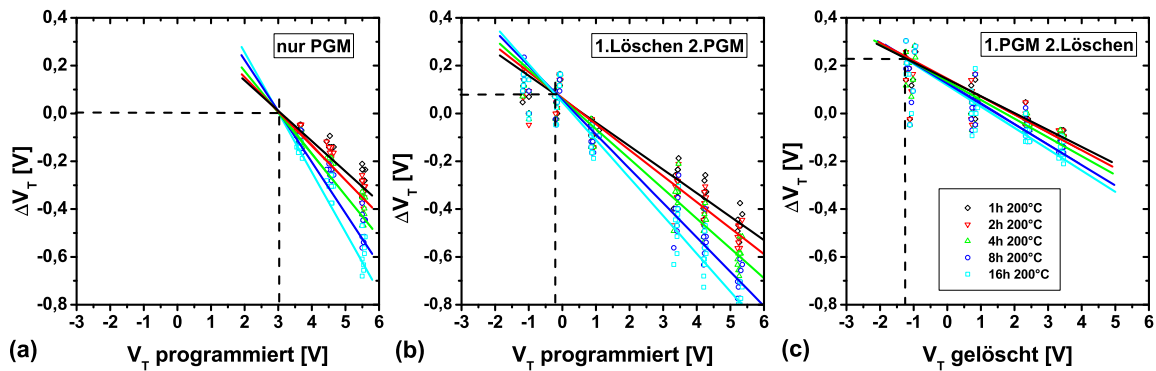 0,4
0,2
0,0
-0,2
-0,4
-0,6
-0,8
ΔV_T [V]
nur PGM
-3 -2 -1 0 1 2 3 4 5 6
(a) V_T programmiert [V]
0,4
0,2
0,0
-0,2
-0,4
-0,6
-0,8
ΔV_T [V]
1.Löschen 2.PGM
-3 -2 -1 0 1 2 3 4 5 6
(b) V_T programmiert [V]
0,4
0,2
0,0
-0,2
-0,4
-0,6
-0,8
ΔV_T [V]
1.PGM 2.Löschen
1h 200°C
2h 200°C
4h 200°C
8h 200°C
16h 200°C
-3 -2 -1 0 1 2 3 4 5 6
(c) V_T gelöscht [V]